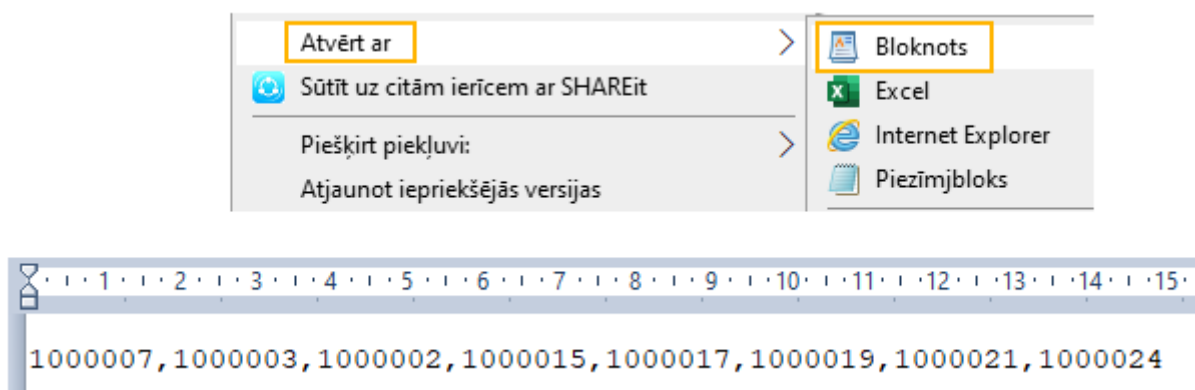 Atvērt ar
Sūtīt uz citām ierīcem ar SHAREit
Piešķirt piekļuvi:
Atjaunot iepriekšējās versijas
Bloknots
Excel
Internet Explorer
Piezīmjbloks
1 2 3 4 5 6 7 8 9 10 11 12 13 14 15
1000007,1000003,1000002,1000015,1000017,1000019,1000021,1000024